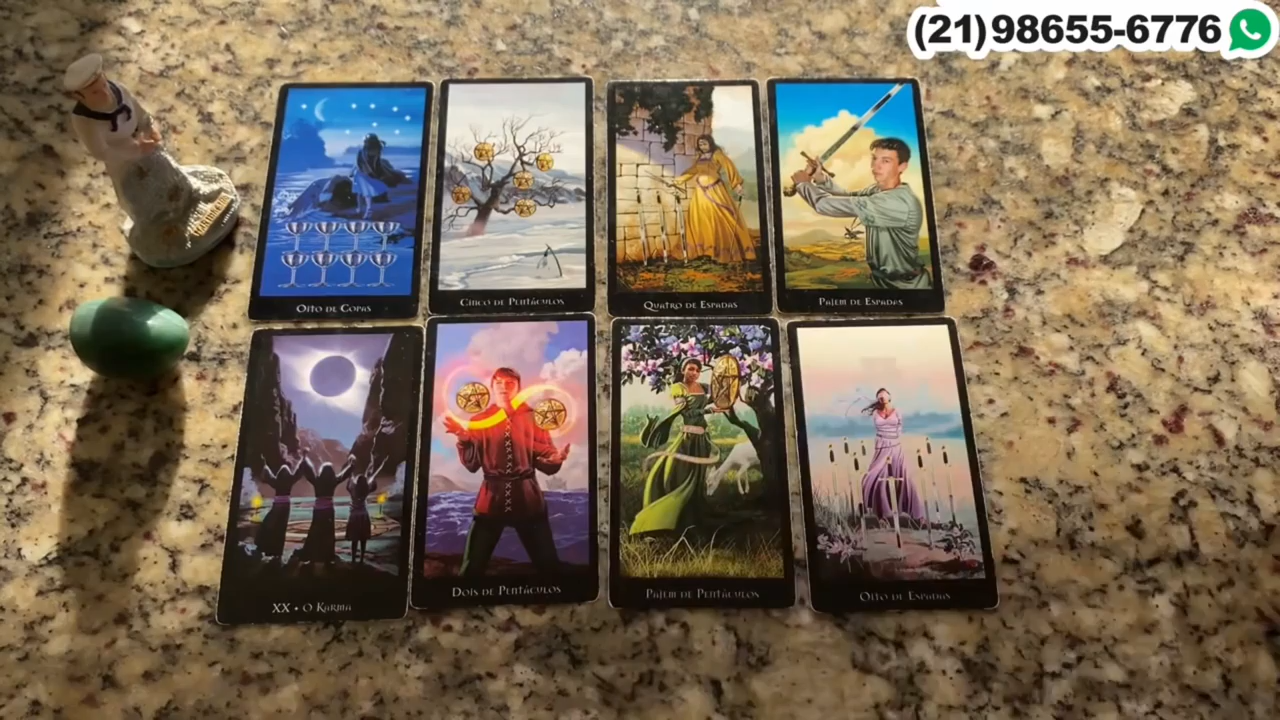 (21)98655-6776
Oito de Copas
Cinco de Pentáculos
Quatro de Espadas
Pajem de Espadas
XX • O Karma
Dois de Pentáculos
Pajem de Pentáculos
Oito de Espadas